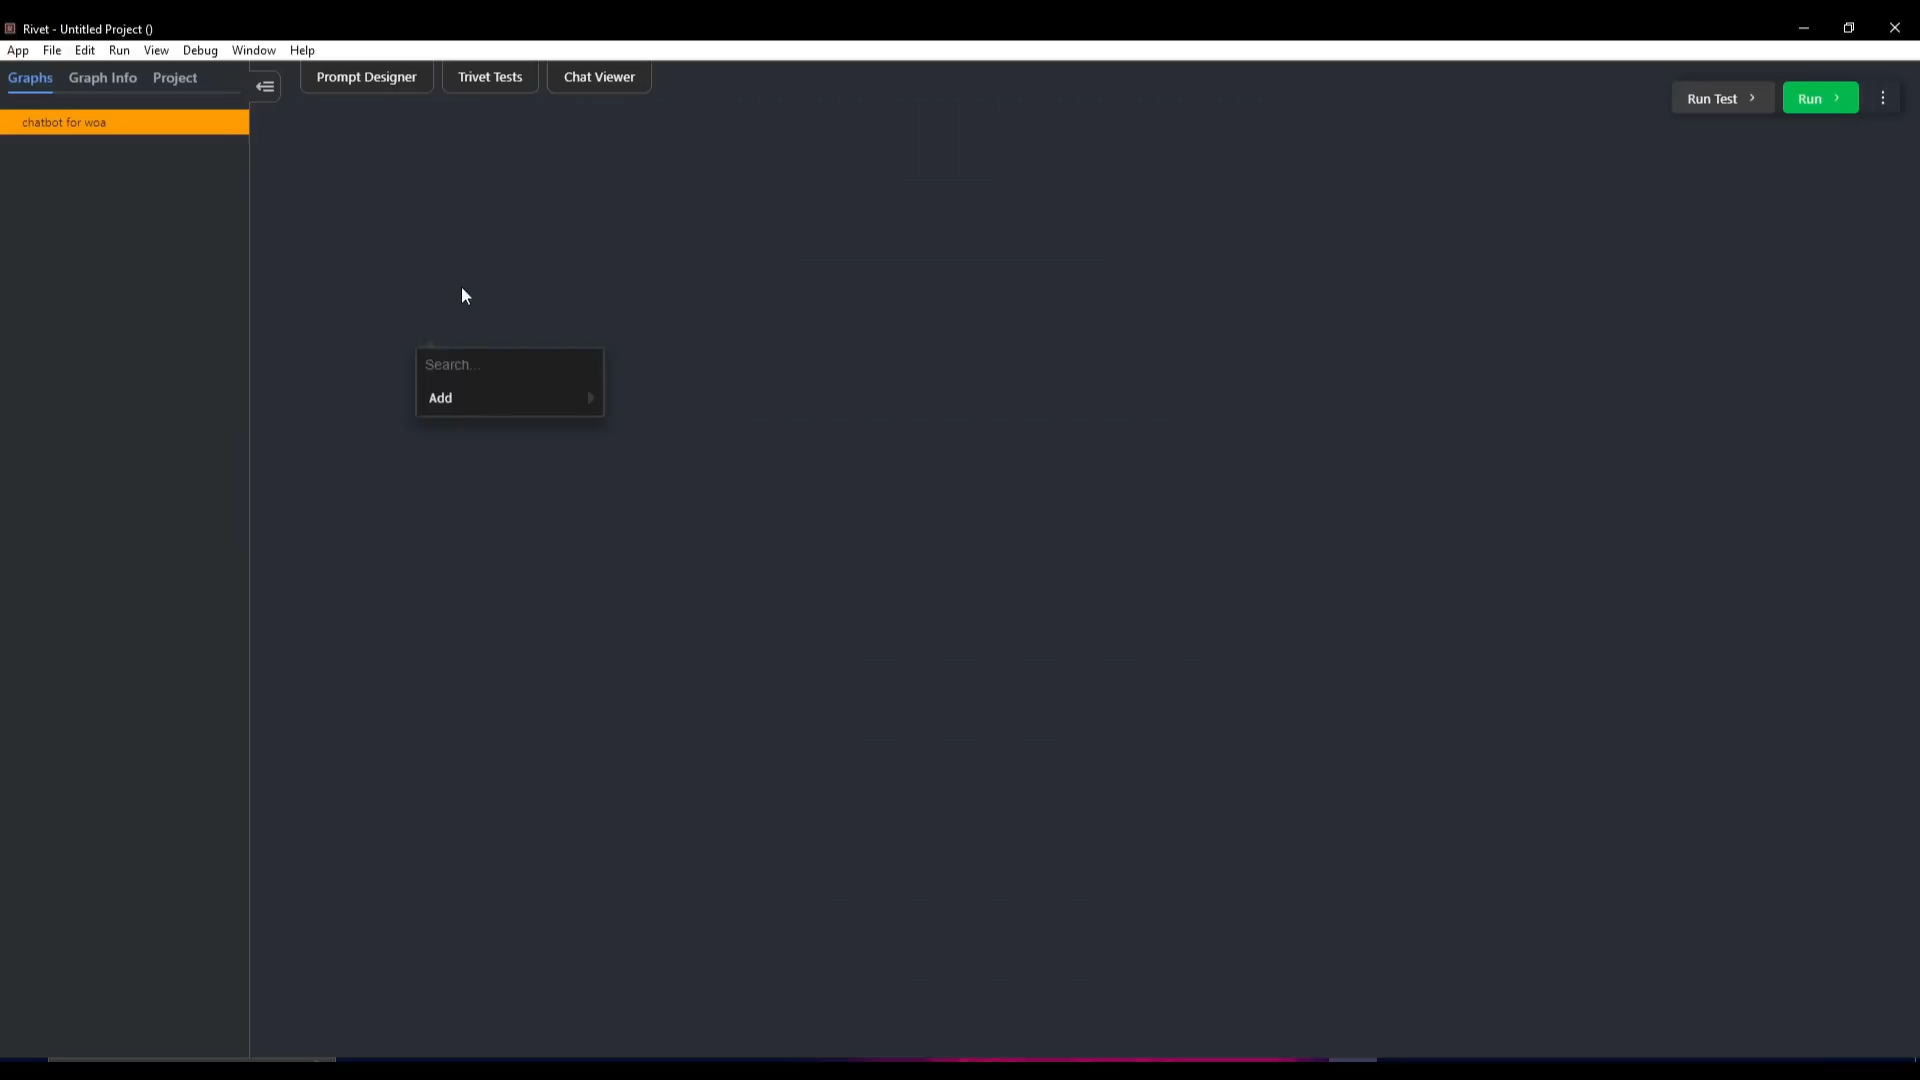 Rivet - Untitled Project ()
App File Edit Run View Debug Window Help
Graphs Graph Info Project
Prompt Designer Trivet Tests Chat Viewer
Run Test Run
chatbot for woa
Search...
Add